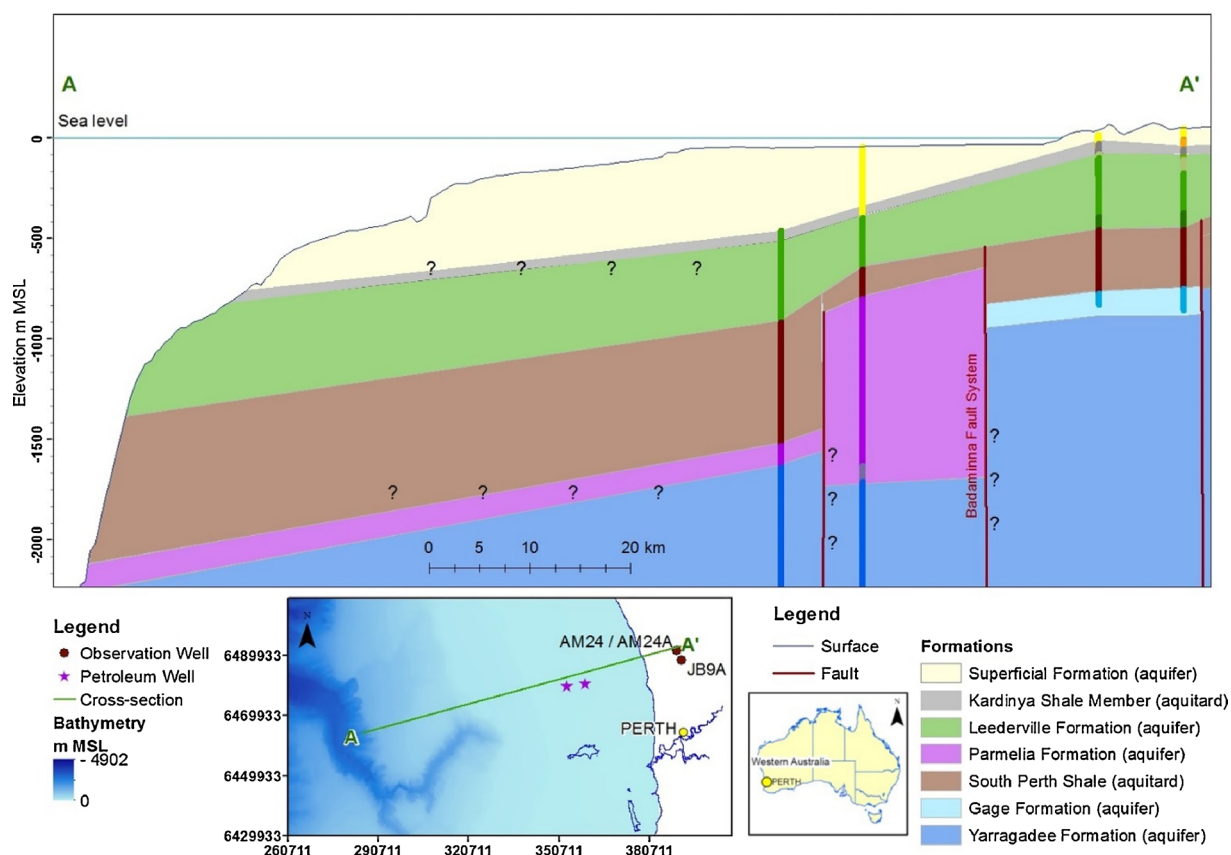 A
A'
Sea level
0
-500
-1000
-1500
-2000
Elevation m MSL
? ? ? ?
? ? ? ?
?
?
?
?
?
?
Badaminna Fault System
0 5 10 20 km
Legend
Observation Well
Petroleum Well
Cross-section
Bathymetry
m MSL
- 4902
0
N
AM24 / AM24A
A'
JB9A
A
PERTH
6489933
6469933
6449933
6429933
260711 290711 320711 350711 380711
Legend
Surface
Fault
N
Western Australia
PERTH
Formations
Superficial Formation (aquifer)
Kardinya Shale Member (aquitard)
Leederville Formation (aquifer)
Parmelia Formation (aquifer)
South Perth Shale (aquitard)
Gage Formation (aquifer)
Yarragadee Formation (aquifer)